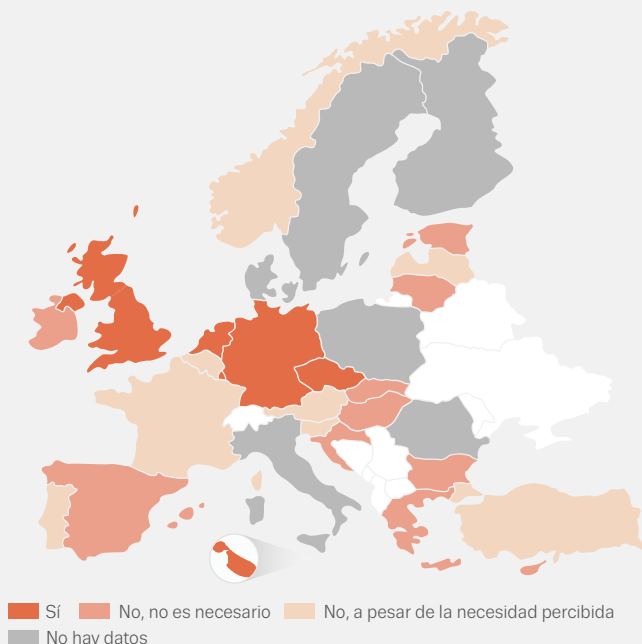 Sí No, no es necesario No, a pesar de la necesidad percibida
No hay datos